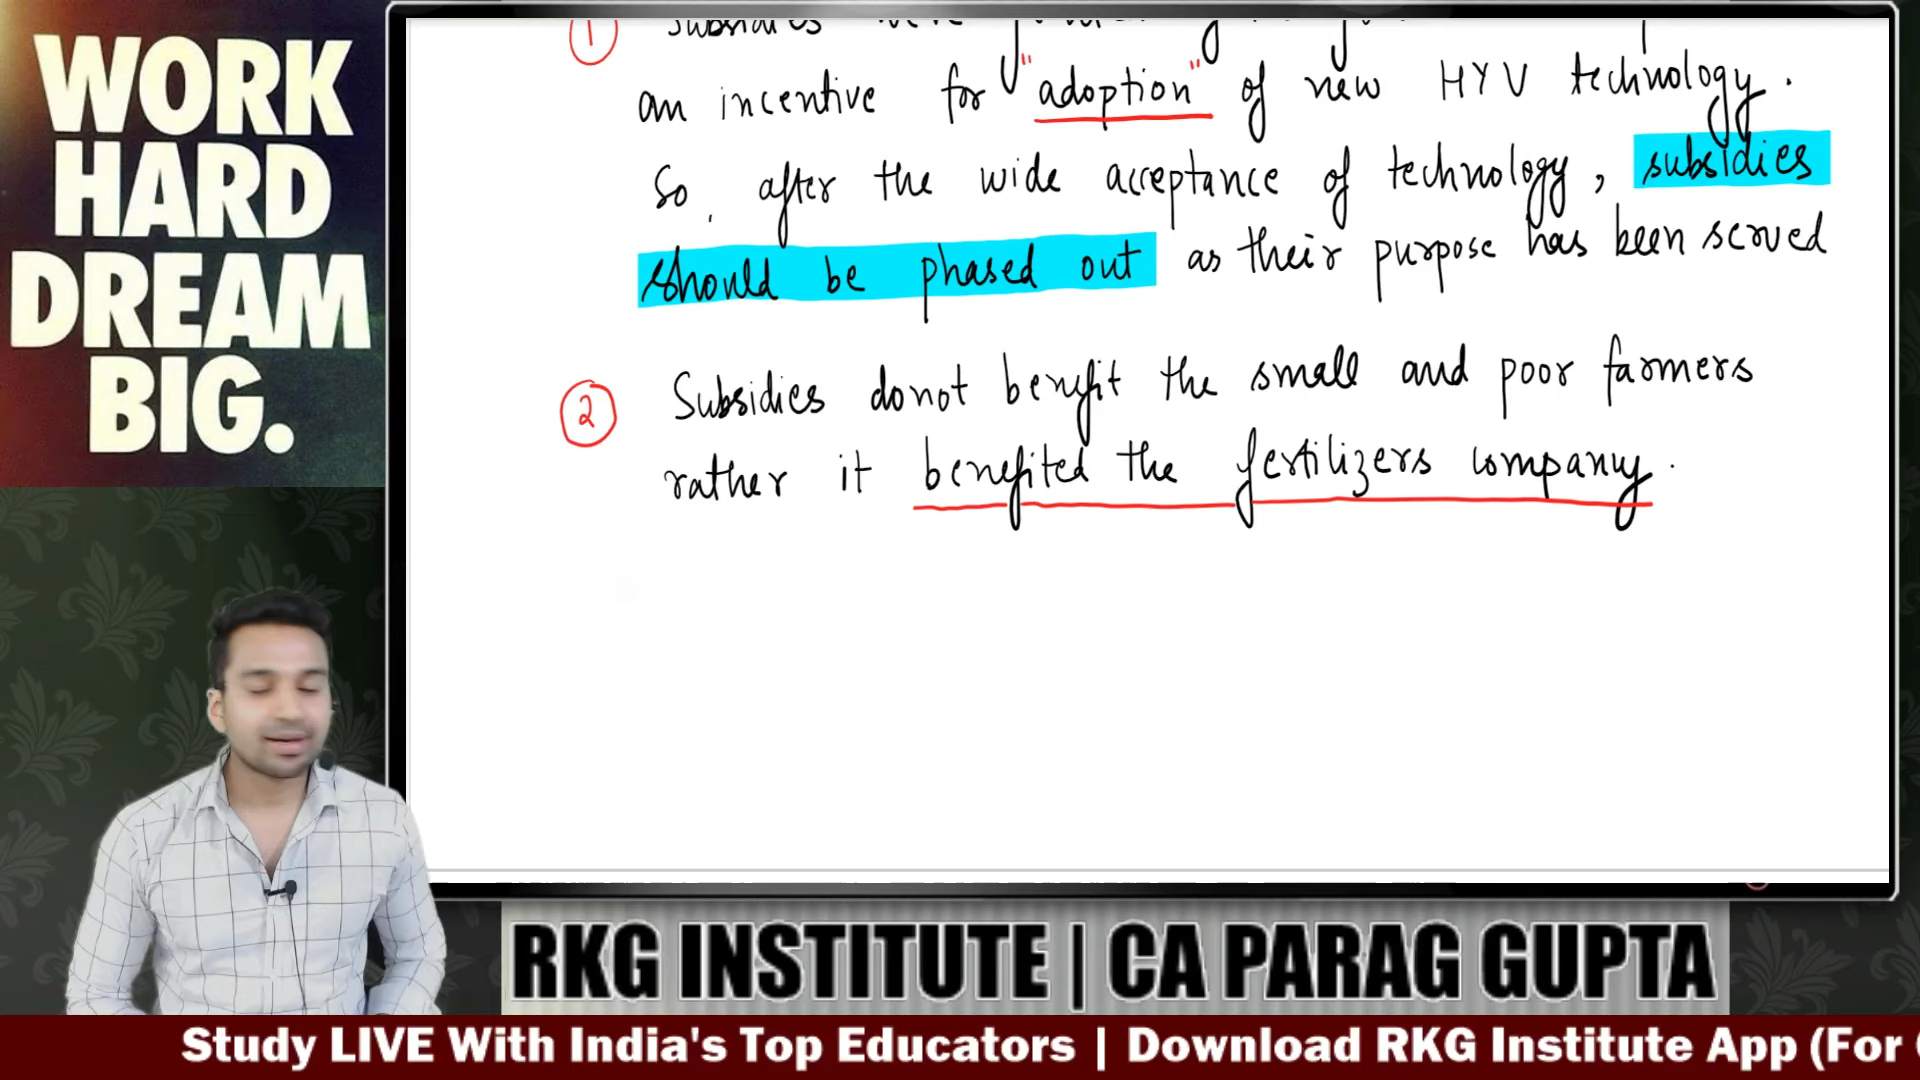 WORK
HARD
DREAM
BIG.
1 Subsidies were
an incentive for "adoption" of new HYV technology.
So, after the wide acceptance of technology, subsidies
should be phased out as their purpose has been served
2 Subsidies donot benefit the small and poor farmers
rather it benefited the fertilizers company.
RKG INSTITUTE | CA PARAG GUPTA
Study LIVE With India's Top Educators | Download RKG Institute App (For